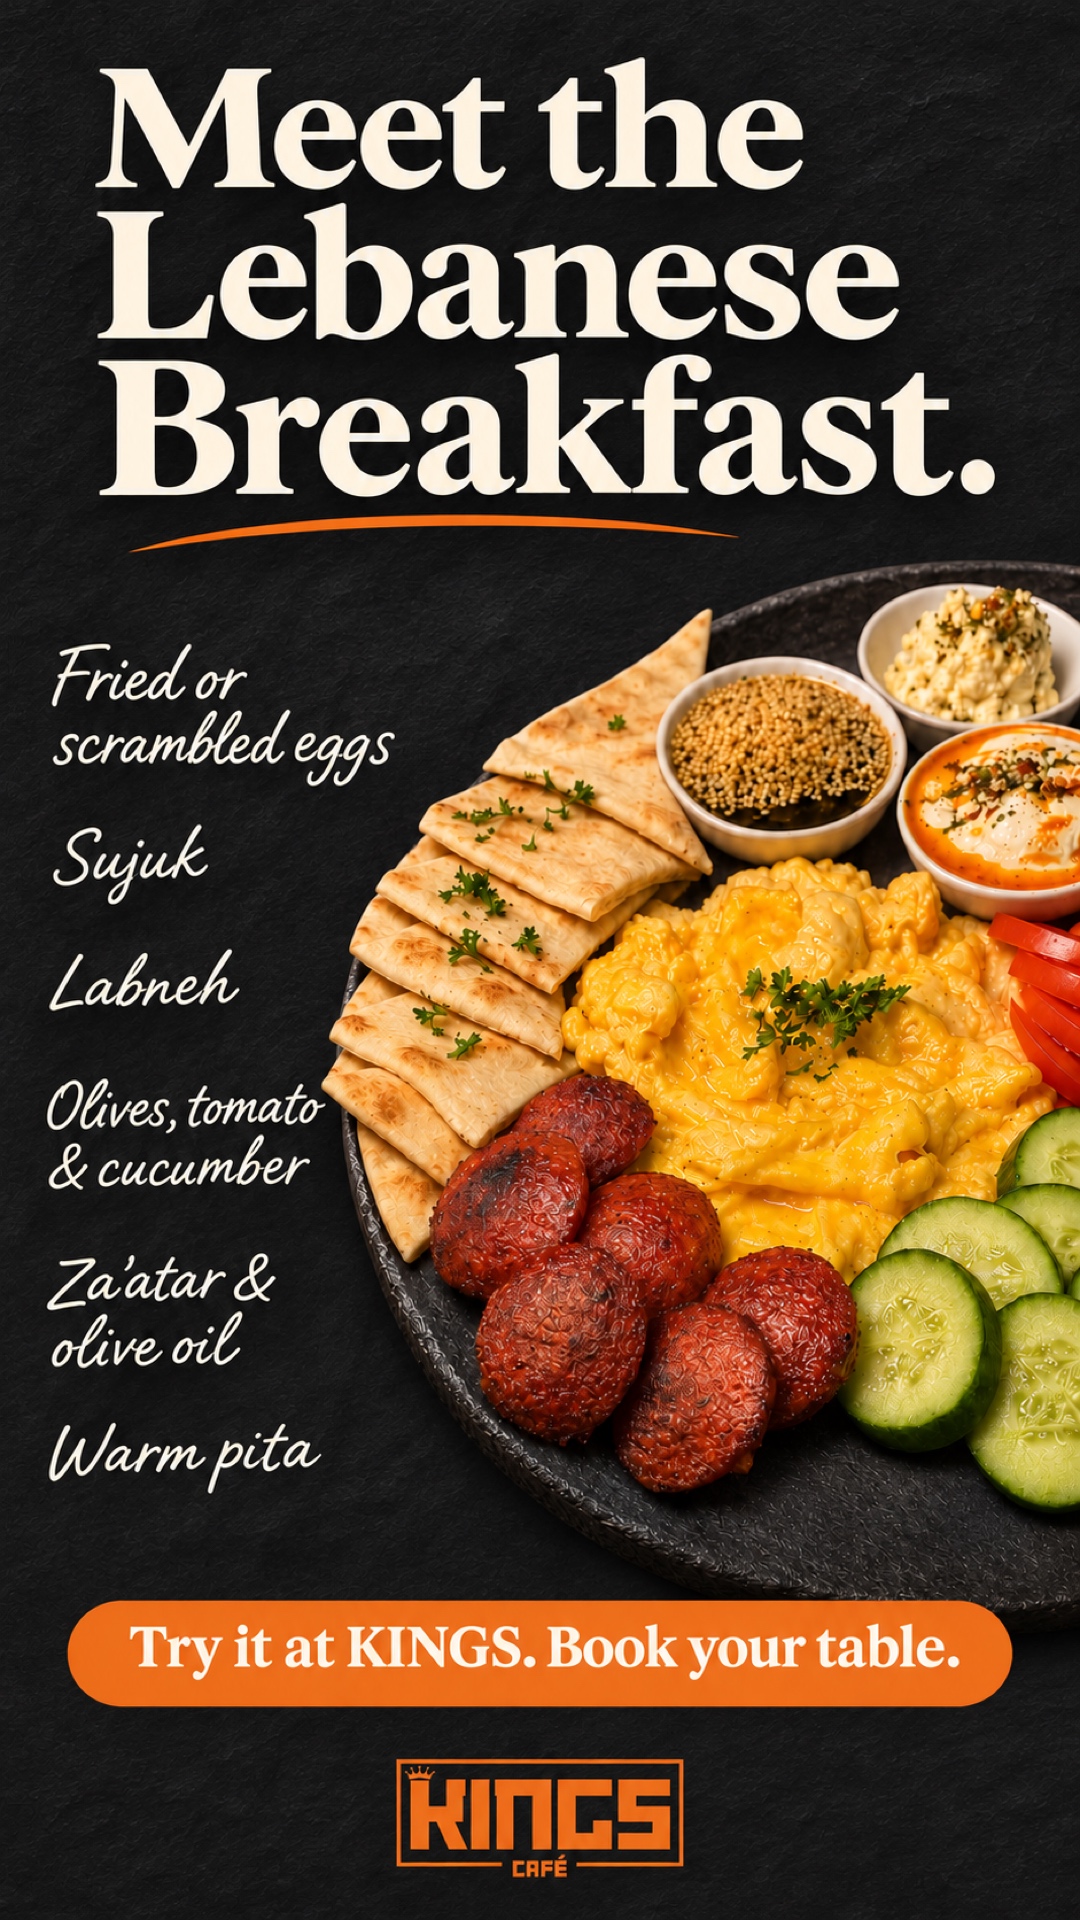 Meet the
Lebanese
Breakfast.
Fried or
scrambled eggs
Sujuk
Labneh
Olives, tomato
& cucumber
Za'atar &
olive oil
Warm pita
Try it at KINGS. Book your table.
KINGS
CAFÉ